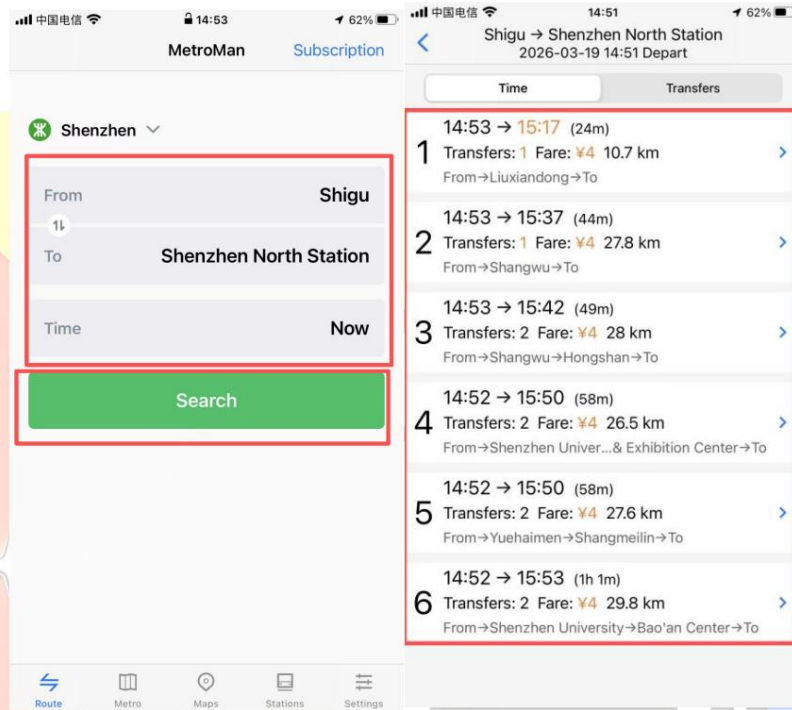 中国电信 14:53 62%
MetroMan Subscription
Shenzhen
From Shigu
To Shenzhen North Station
Time Now
Search
Route Metro Maps Stations Settings
中国电信 14:51 62%
Shigu → Shenzhen North Station
2026-03-19 14:51 Depart
Time Transfers
1 14:53 → 15:17 (24m)
Transfers: 1 Fare: ¥4 10.7 km
From→Liuxiandong→To
2 14:53 → 15:37 (44m)
Transfers: 1 Fare: ¥4 27.8 km
From→Shangwu→To
3 14:53 → 15:42 (49m)
Transfers: 2 Fare: ¥4 28 km
From→Shangwu→Hongshan→To
4 14:52 → 15:50 (58m)
Transfers: 2 Fare: ¥4 26.5 km
From→Shenzhen Univer...& Exhibition Center→To
5 14:52 → 15:50 (58m)
Transfers: 2 Fare: ¥4 27.6 km
From→Yuehaimen→Shangmeilin→To
6 14:52 → 15:53 (1h 1m)
Transfers: 2 Fare: ¥4 29.8 km
From→Shenzhen University→Bao'an Center→To